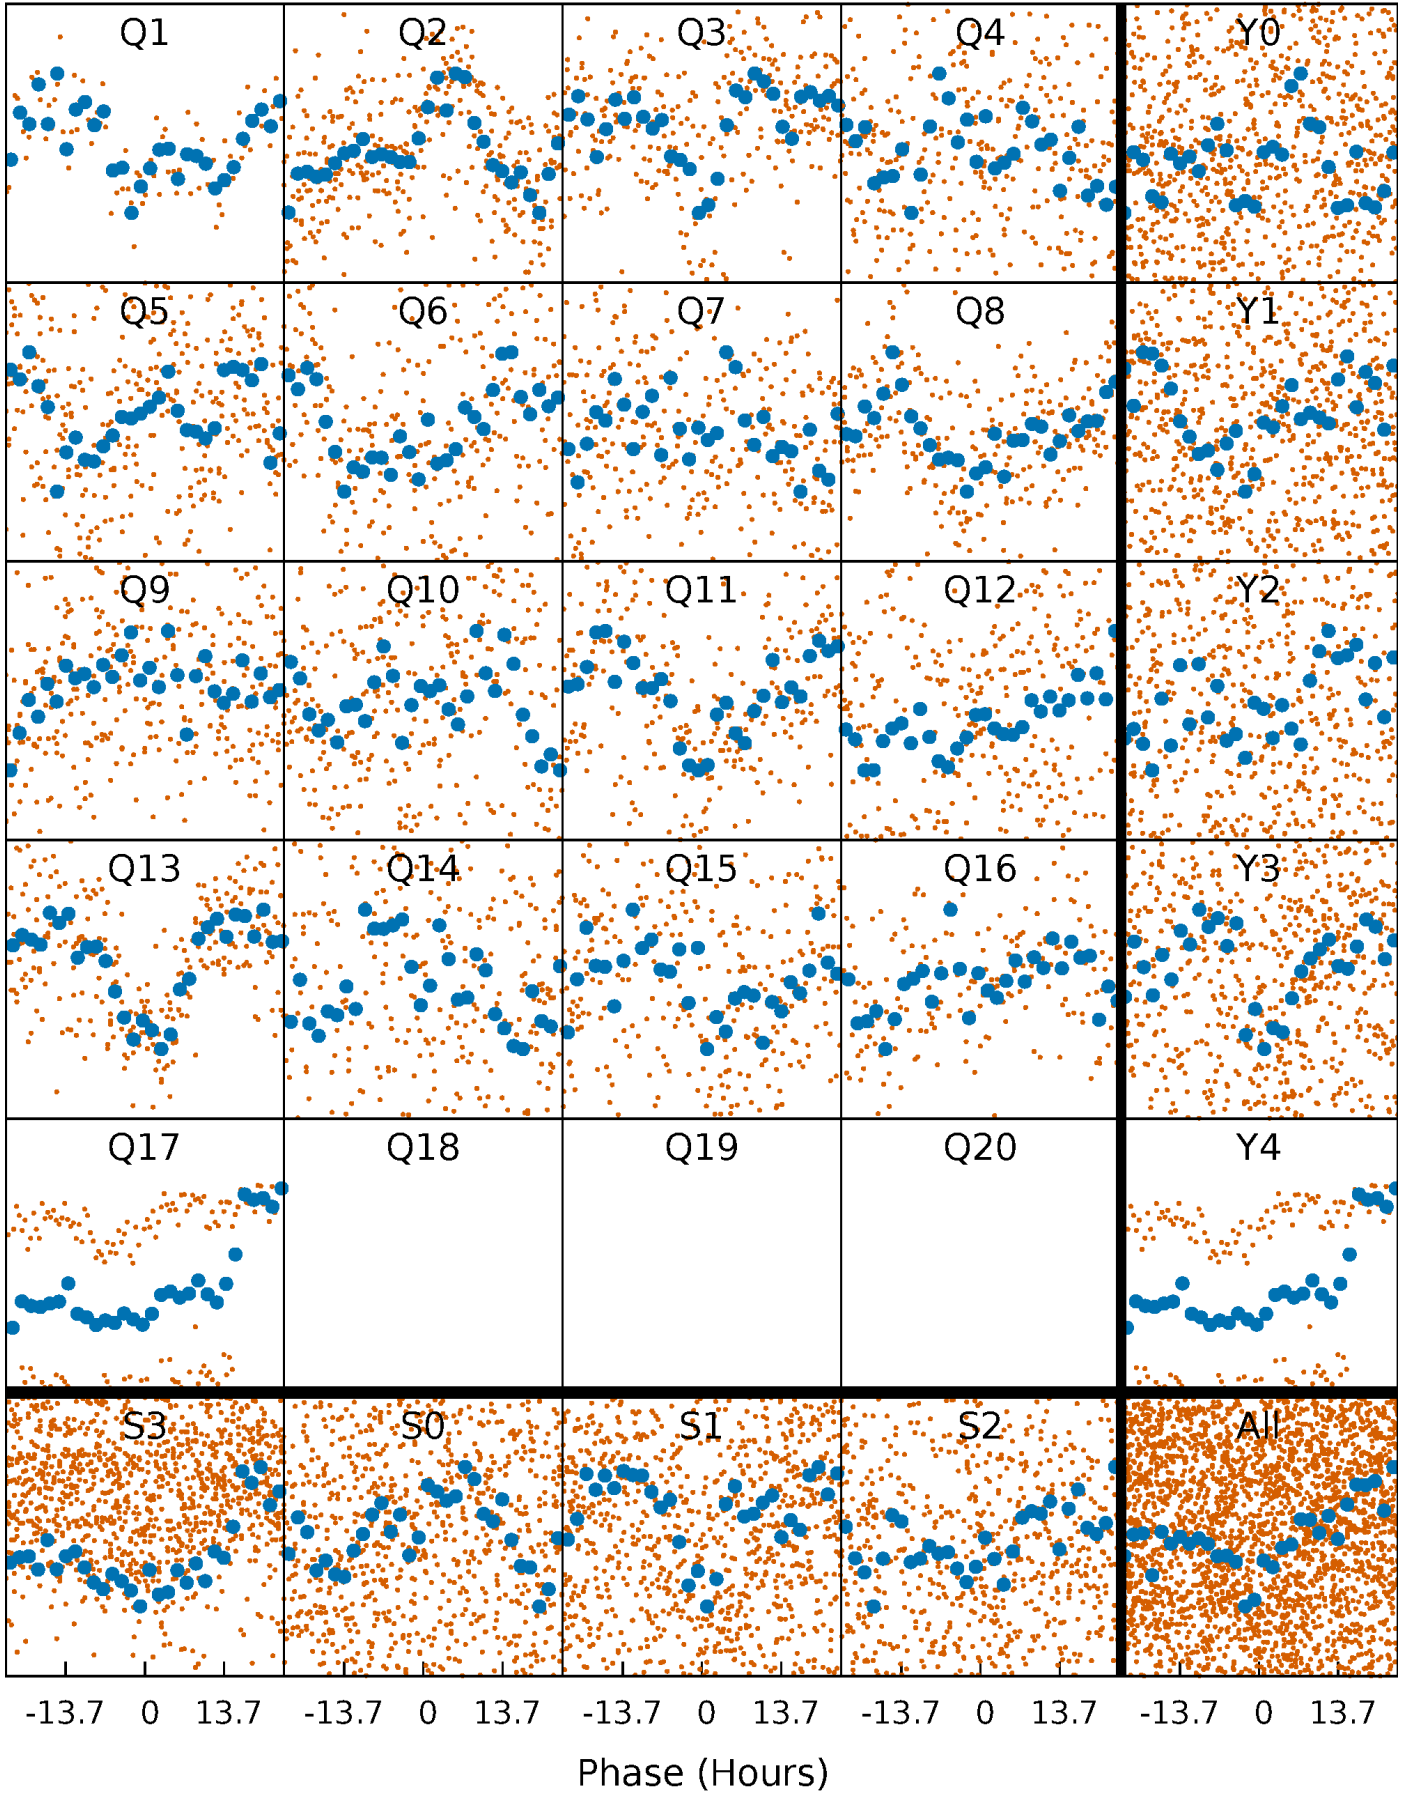 Q1 Q2 Q3 Q4 Y0
Q5 Q6 Q7 Q8 Y1
Q9 Q10 Q11 Q12 Y2
Q13 Q14 Q15 Q16 Y3
Q17 Q18 Q19 Q20 Y4
S3 S0 S1 S2 All
-13.7 0 13.7 -13.7 0 13.7 -13.7 0 13.7 -13.7 0 13.7 -13.7 0 13.7
Phase (Hours)